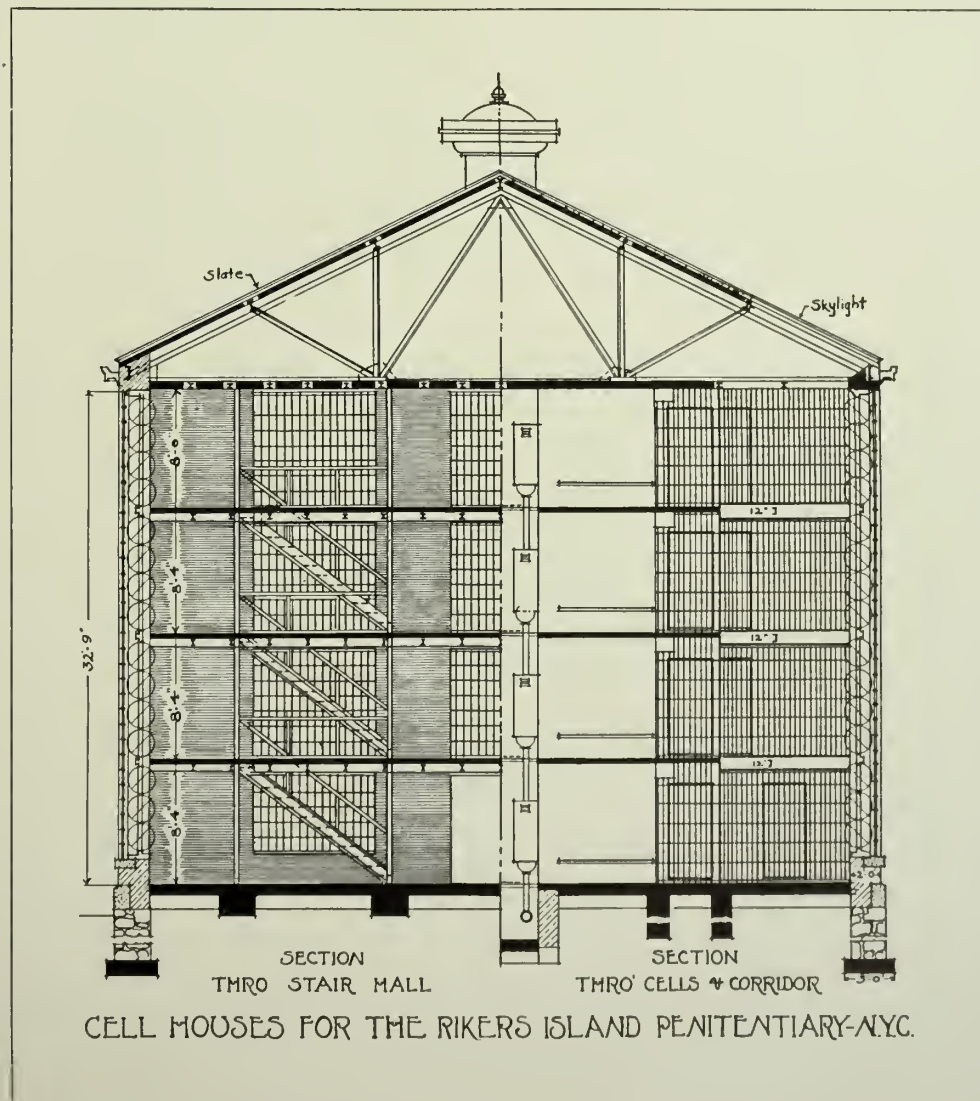 Slate
Skylight
8'-0"
12" I
8'-4"
12" I
32'-9"
8'-4"
12" I
8'-4"
2'-0"
3'-0"
SECTION
THRO STAIR HALL
SECTION
THRO' CELLS & CORRIDOR
CELL HOUSES FOR THE RIKERS ISLAND PENITENTIARY-N.Y.C.